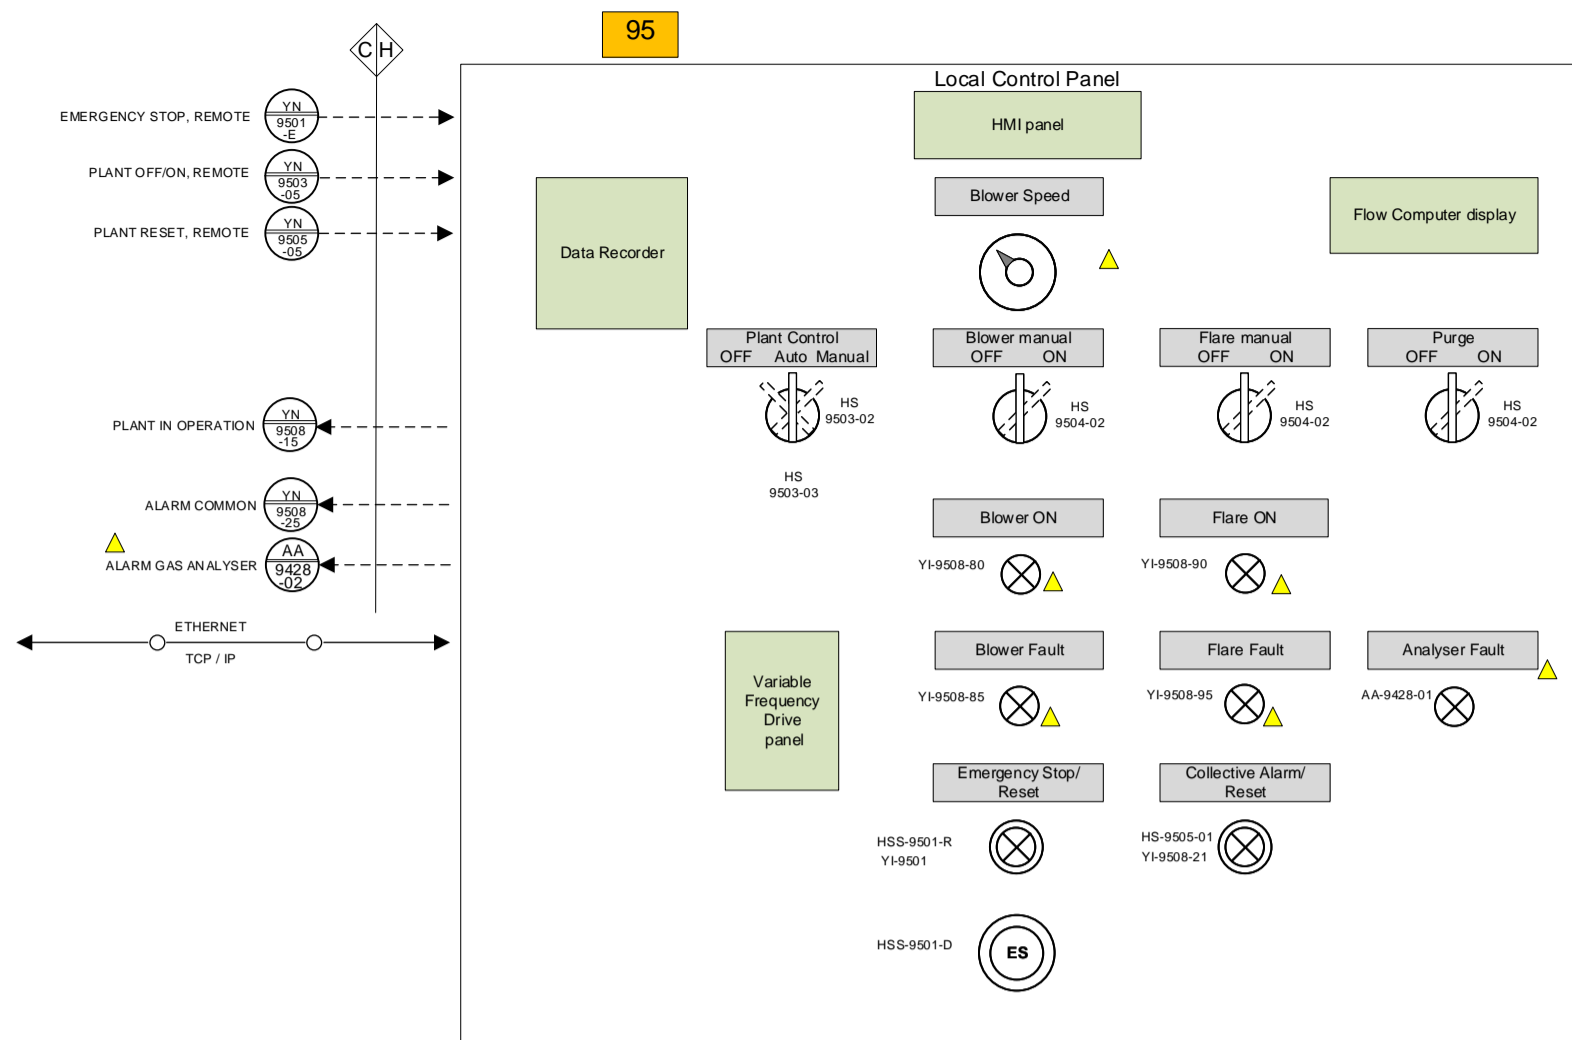 95
C H
Local Control Panel
HMI panel
EMERGENCY STOP, REMOTE
YN
9501
-E
PLANT OFF/ON, REMOTE
YN
9503
-05
PLANT RESET, REMOTE
YN
9505
-05
Data Recorder
Blower Speed
Flow Computer display
Plant Control
OFF Auto Manual
Blower manual
OFF ON
Flare manual
OFF ON
Purge
OFF ON
HS
9503-02
HS
9504-02
HS
9504-02
HS
9504-02
HS
9503-03
PLANT IN OPERATION
YN
9508
-15
ALARM COMMON
YN
9508
-25
ALARM GAS ANALYSER
AA
9428
-02
ETHERNET
TCP / IP
Blower ON
Flare ON
YI-9508-80
YI-9508-90
Variable
Frequency
Drive
panel
Blower Fault
Flare Fault
Analyser Fault
YI-9508-85
YI-9508-95
AA-9428-01
Emergency Stop/
Reset
Collective Alarm/
Reset
HSS-9501-R
YI-9501
HS-9505-01
YI-9508-21
HSS-9501-D
ES